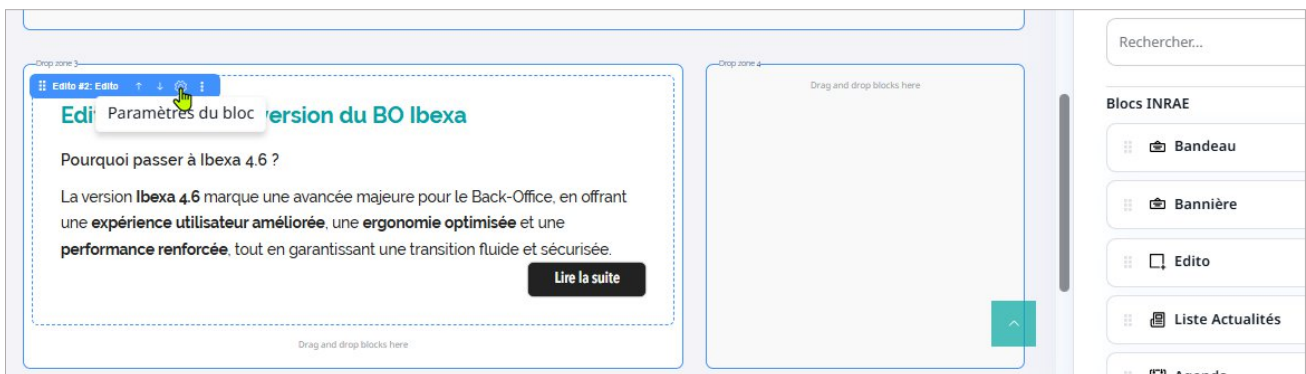 Rechercher...
Drop zone 3
Drop zone 4
Edito #2: Edito
Drag and drop blocks here
Blocs INRAE
Edi
Paramètres du bloc
ersion du BO Ibexa
Bandeau
Pourquoi passer à Ibexa 4.6 ?
La version Ibexa 4.6 marque une avancée majeure pour le Back-Office, en offrant
une expérience utilisateur améliorée, une ergonomie optimisée et une
performance renforcée, tout en garantissant une transition fluide et sécurisée.
Bannière
Edito
Lire la suite
Liste Actualités
Drag and drop blocks here